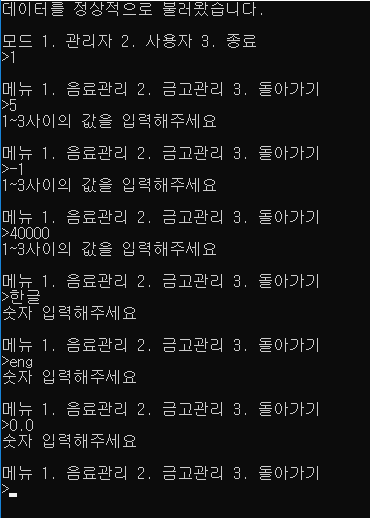 데이터를 정상적으로 불러왔습니다.
모드 1. 관리자 2. 사용자 3. 종료
>1
메뉴 1. 음료관리 2. 금고관리 3. 돌아가기
>5
1~3사이의 값을 입력해주세요
메뉴 1. 음료관리 2. 금고관리 3. 돌아가기
>-1
1~3사이의 값을 입력해주세요
메뉴 1. 음료관리 2. 금고관리 3. 돌아가기
>40000
1~3사이의 값을 입력해주세요
메뉴 1. 음료관리 2. 금고관리 3. 돌아가기
>한글
숫자 입력해주세요
메뉴 1. 음료관리 2. 금고관리 3. 돌아가기
>eng
숫자 입력해주세요
메뉴 1. 음료관리 2. 금고관리 3. 돌아가기
>0.0
숫자 입력해주세요
메뉴 1. 음료관리 2. 금고관리 3. 돌아가기
>